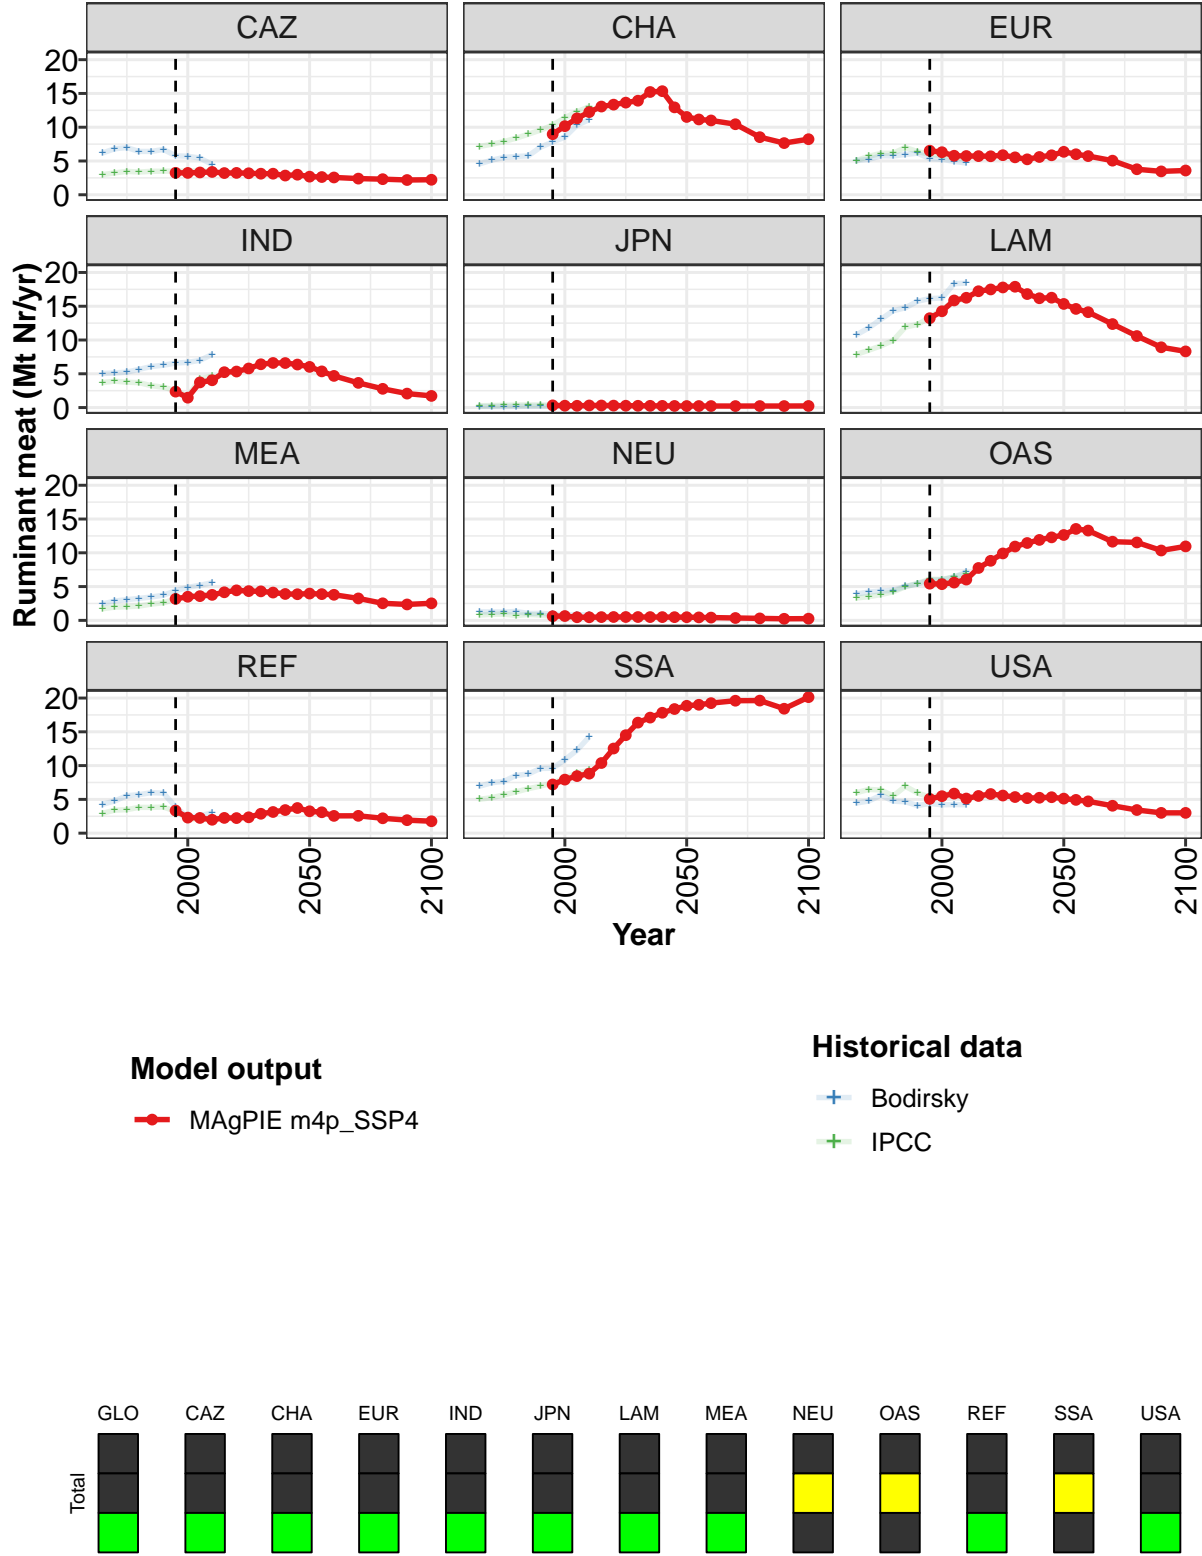 CAZ CHA EUR
20
15
10
5
0
IND JPN LAM
20
15
10
5
0
MEA NEU OAS
20
15
10
5
0
REF SSA USA
20
15
10
5
0
Ruminant meat (Mt Nr/yr)
2000 2050 2100 2000 2050 2100 2000 2050 2100
Year
Model output
MAgPIE m4p_SSP4
Historical data
Bodirsky
IPCC
GLO CAZ CHA EUR IND JPN LAM MEA NEU OAS REF SSA USA
Total